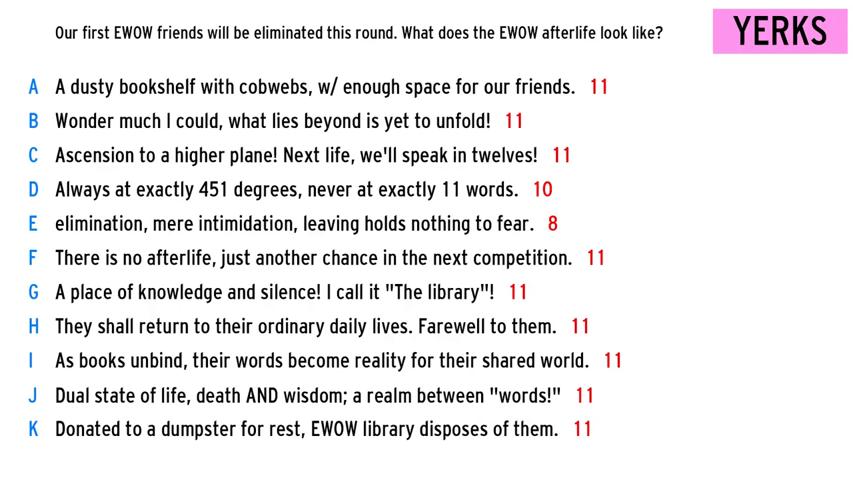 Our first EWOW friends will be eliminated this round. What does the EWOW afterlife look like?
YERKS
A A dusty bookshelf with cobwebs, w/ enough space for our friends. 11
B Wonder much I could, what lies beyond is yet to unfold! 11
C Ascension to a higher plane! Next life, we'll speak in twelves! 11
D Always at exactly 451 degrees, never at exactly 11 words. 10
E elimination, mere intimidation, leaving holds nothing to fear. 8
F There is no afterlife, just another chance in the next competition. 11
G A place of knowledge and silence! I call it "The library"! 11
H They shall return to their ordinary daily lives. Farewell to them. 11
I As books unbind, their words become reality for their shared world. 11
J Dual state of life, death AND wisdom; a realm between "words!" 11
K Donated to a dumpster for rest, EWOW library disposes of them. 11